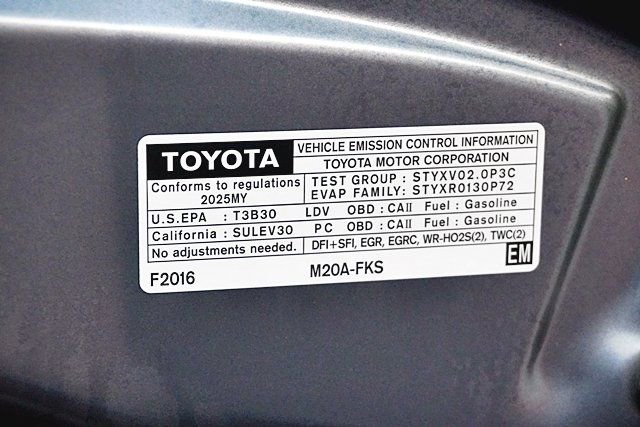 TOYOTA
VEHICLE EMISSION CONTROL INFORMATION
TOYOTA MOTOR CORPORATION
Conforms to regulations
2025MY
TEST GROUP : STYXV02.0P3C
EVAP FAMILY: STYXR0130P72
U.S.EPA : T3B30 LDV OBD : CAII Fuel : Gasoline
California : SULEV30 PC OBD : CAII Fuel : Gasoline
No adjustments needed. DFI+SFI, EGR, EGRC, WR-HO2S(2), TWC(2)
F2016 M20A-FKS EM